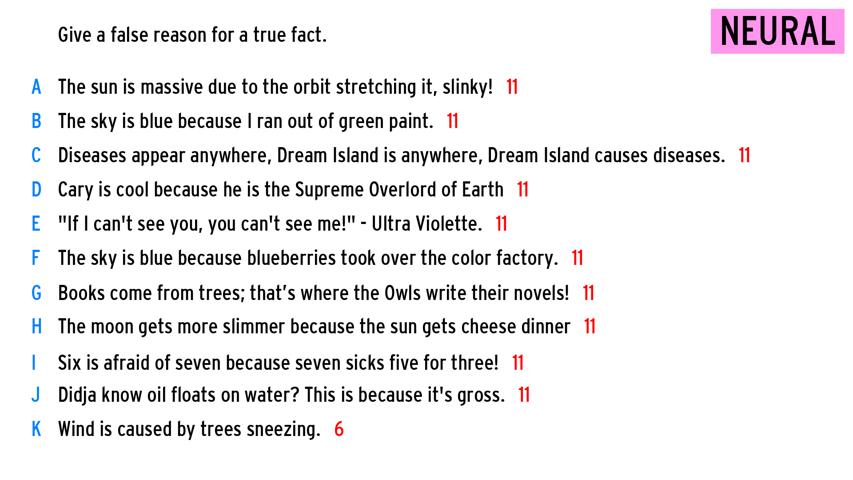 Give a false reason for a true fact.
NEURAL
A The sun is massive due to the orbit stretching it, slinky! 11
B The sky is blue because I ran out of green paint. 11
C Diseases appear anywhere, Dream Island is anywhere, Dream Island causes diseases. 11
D Cary is cool because he is the Supreme Overlord of Earth 11
E "If I can't see you, you can't see me!" - Ultra Violette. 11
F The sky is blue because blueberries took over the color factory. 11
G Books come from trees; that’s where the Owls write their novels! 11
H The moon gets more slimmer because the sun gets cheese dinner 11
I Six is afraid of seven because seven sicks five for three! 11
J Didja know oil floats on water? This is because it's gross. 11
K Wind is caused by trees sneezing. 6